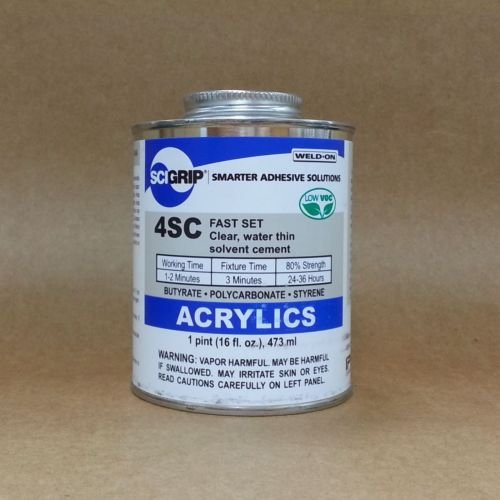 WELD-ON
SCIGRIP® SMARTER ADHESIVE SOLUTIONS
LOW VOC
4SC FAST SET
Clear, water thin
solvent cement
Working Time Fixture Time 80% Strength
1-2 Minutes 3 Minutes 24-36 Hours
BUTYRATE • POLYCARBONATE • STYRENE
ACRYLICS
1 pint (16 fl. oz.), 473 ml
WARNING: VAPOR HARMFUL. MAY BE HARMFUL
IF SWALLOWED. MAY IRRITATE SKIN OR EYES.
READ CAUTIONS CAREFULLY ON LEFT PANEL.